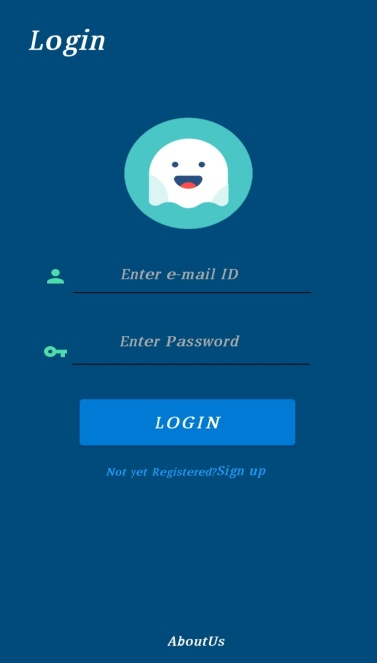 Login
Enter e-mail ID
Enter Password
LOGIN
Not yet Registered?Sign up
AboutUs